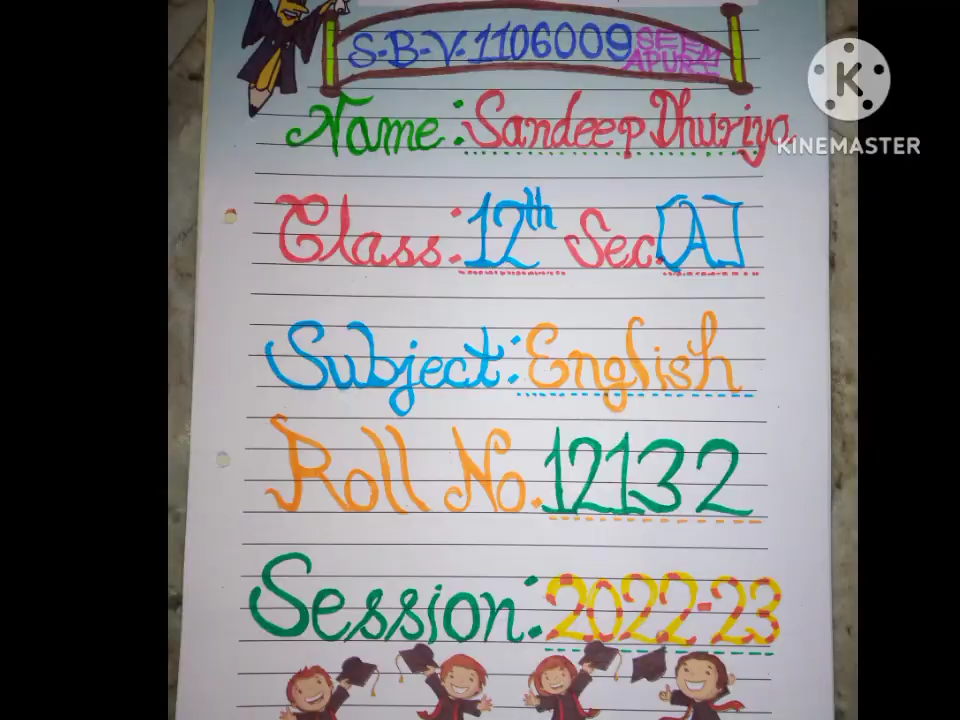 S-B-V-1106009 SEEMAPURI
Name: Sandeep Dhuriya
KINEMASTER
Class: 12th Sec. [A]
Subject: English
Roll No. 12132
Session: 2022-23